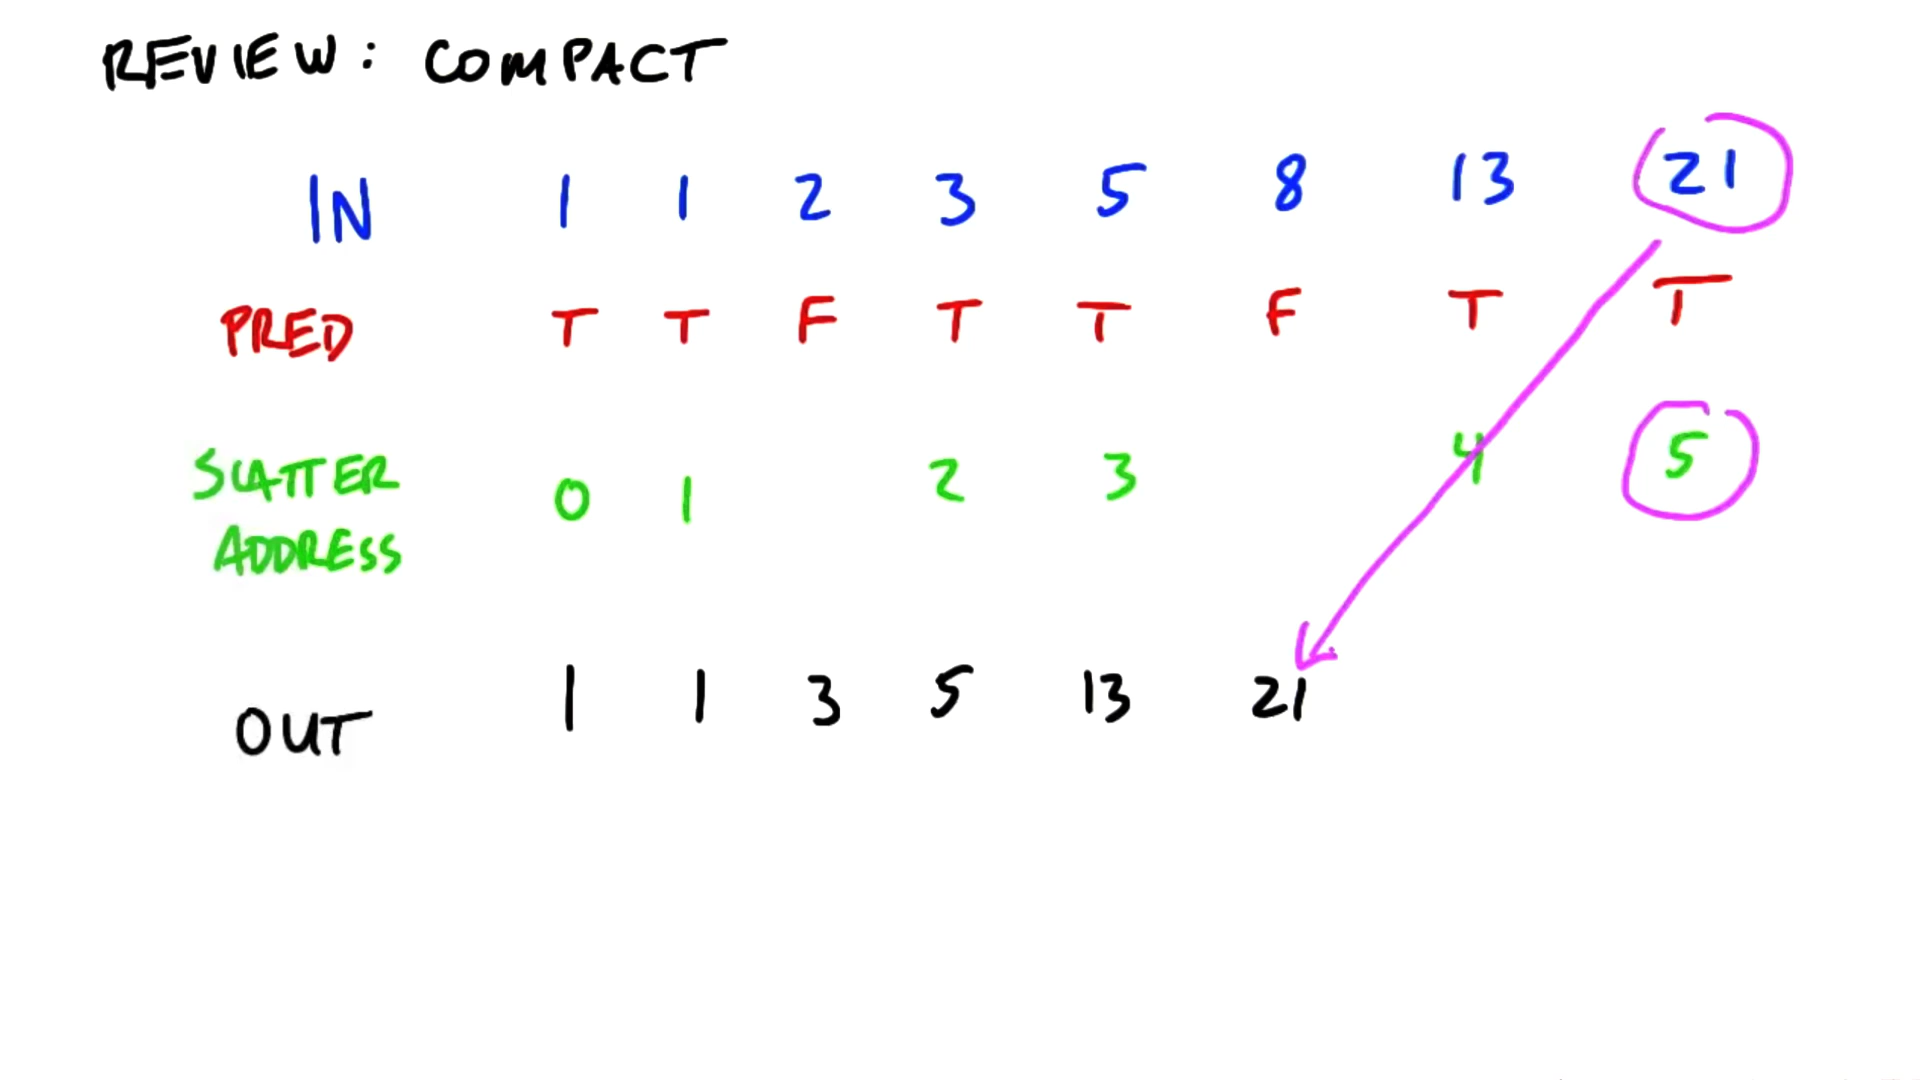 REVIEW: COMPACT
IN 1 1 2 3 5 8 13 21
PRED T T F T T F T T
SCATTER ADDRESS 0 1 2 3 4 5
OUT 1 1 3 5 13 21